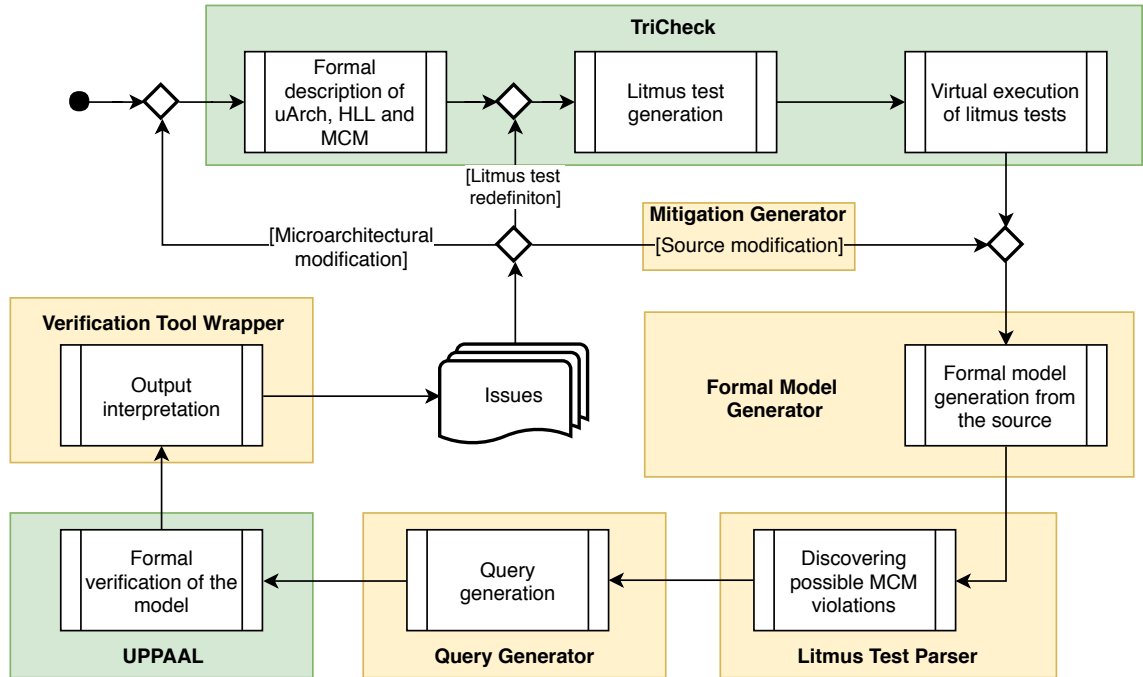 TriCheck
Formal
description of
uArch, HLL and
MCM
Litmus test
generation
Virtual execution
of litmus tests
[Litmus test
redefiniton]
[Microarchitectural
modification]
Mitigation Generator
[Source modification]
Verification Tool Wrapper
Output
interpretation
Issues
Formal Model
Generator
Formal model
generation from
the source
Formal
verification of the
model
UPPAAL
Query
generation
Query Generator
Discovering
possible MCM
violations
Litmus Test Parser